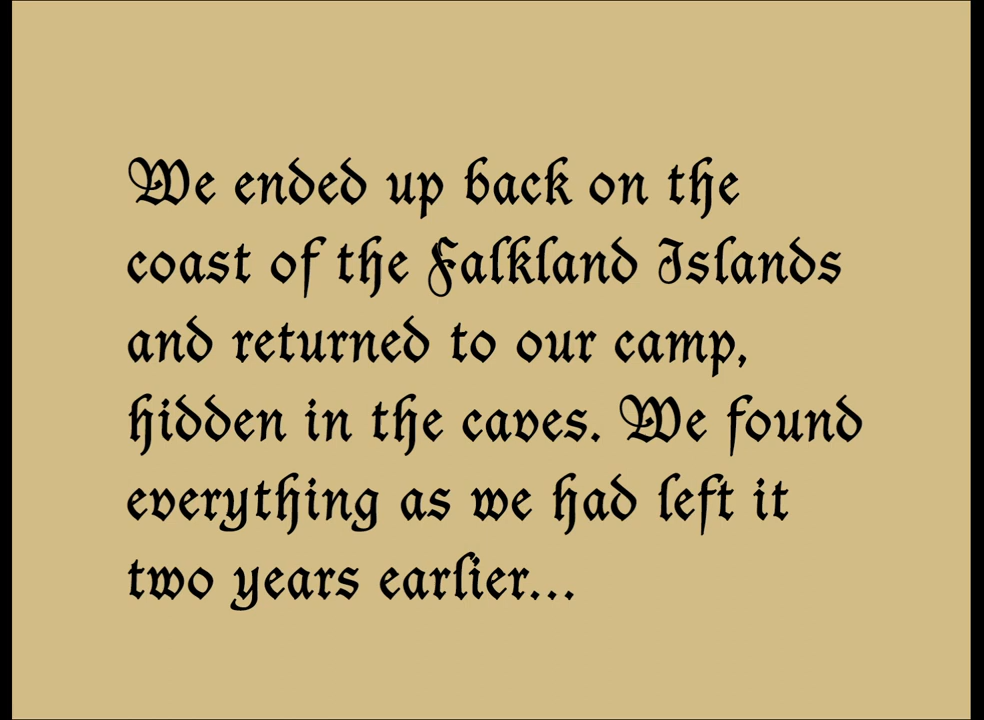 We ended up back on the
coast of the Falkland Islands
and returned to our camp,
hidden in the caves. We found
everything as we had left it
two years earlier...